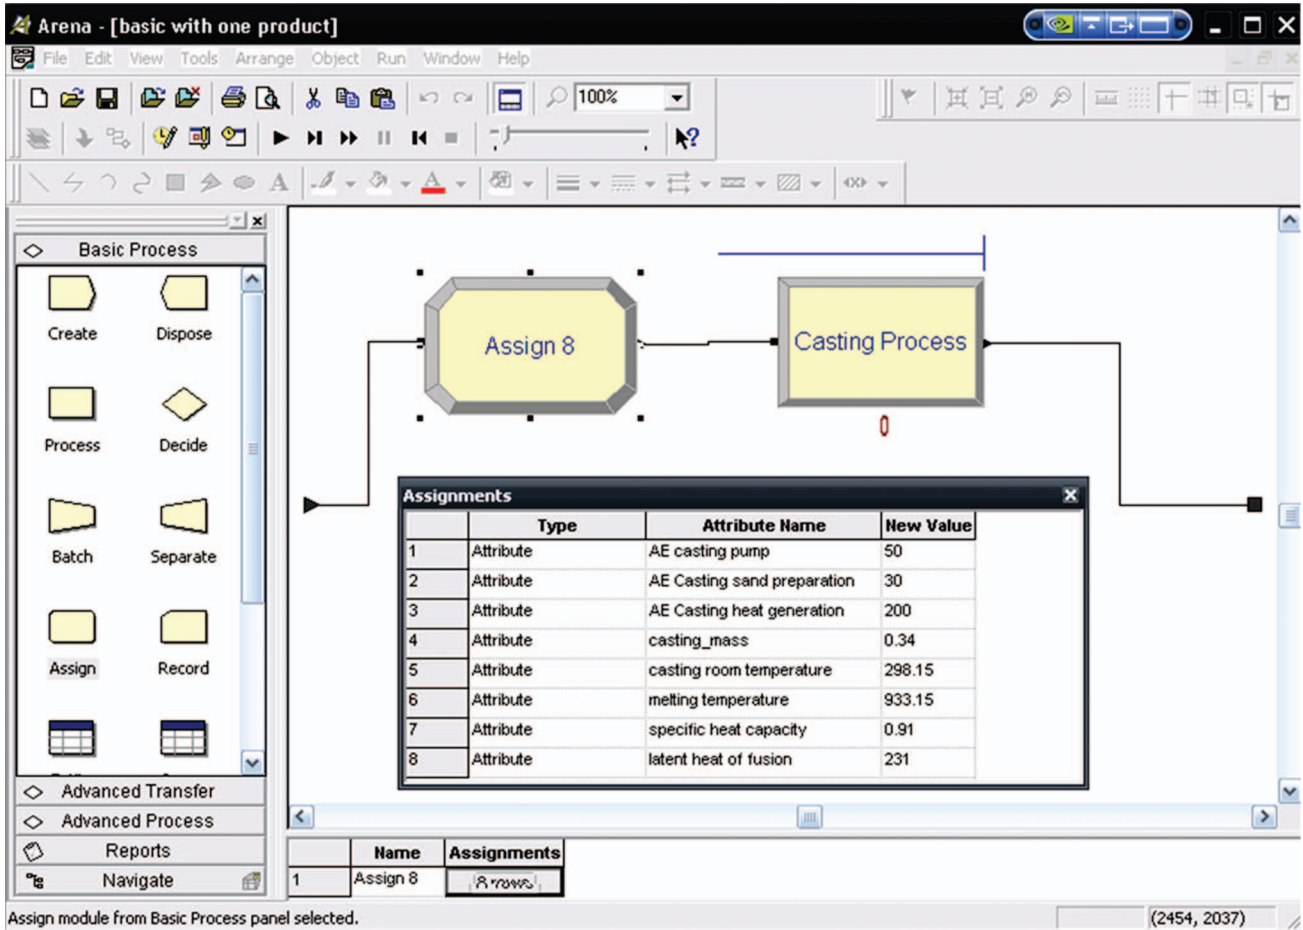 Arena - [basic with one product]
File Edit View Tools Arrange Object Run Window Help
100%
A A
Basic Process
Create Dispose
Process Decide
Batch Separate
Assign Record
Advanced Transfer
Advanced Process
Reports
Navigate
Assign 8
Casting Process
0
Assignments
Type Attribute Name New Value
1 Attribute AE casting pump 50
2 Attribute AE Casting sand preparation 30
3 Attribute AE Casting heat generation 200
4 Attribute casting_mass 0.34
5 Attribute casting room temperature 298.15
6 Attribute melting temperature 933.15
7 Attribute specific heat capacity 0.91
8 Attribute latent heat of fusion 231
Name Assignments
1 Assign 8 8 rows
Assign module from Basic Process panel selected.
(2454, 2037)